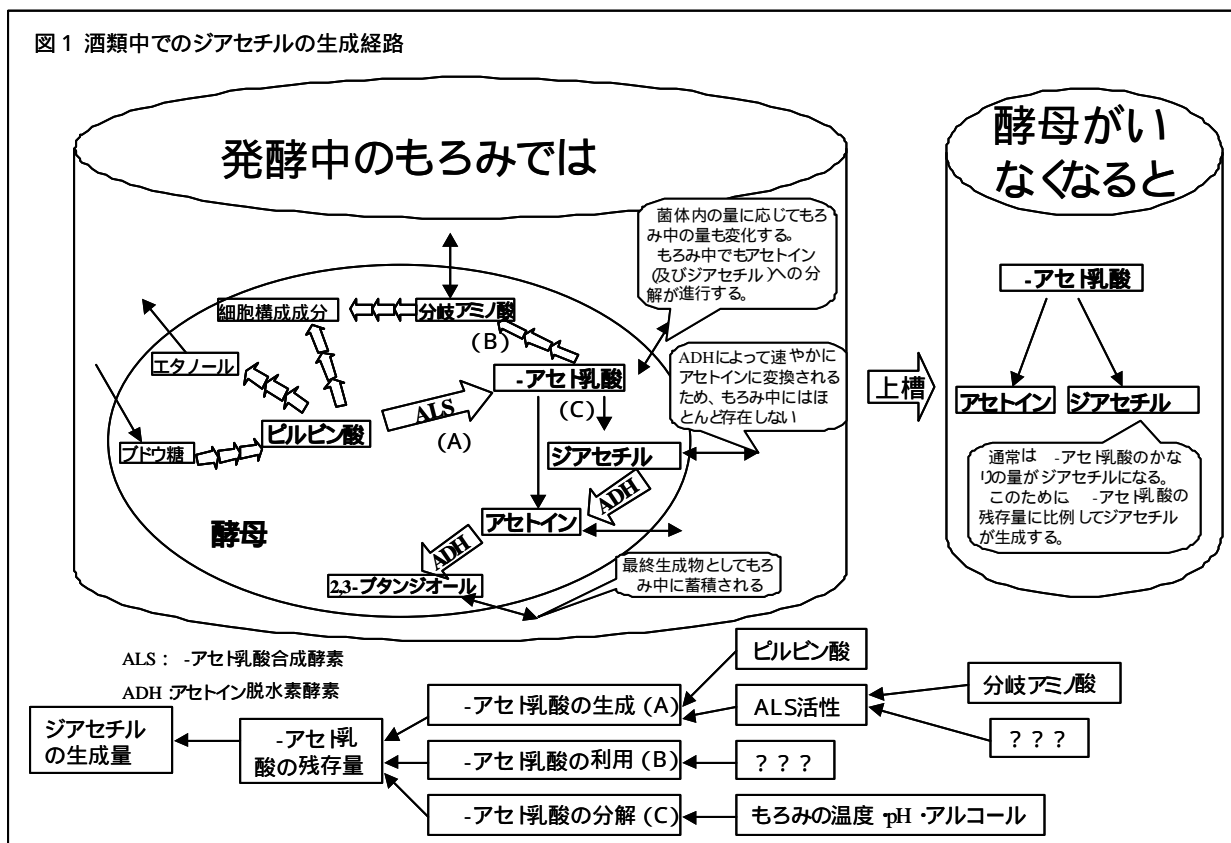 図1 酒類中でのジアセチルの生成経路
発酵中のもろみでは
菌体内の量に応じてもろ
み中の量も変化する。
もろみ中でもアセトイン
(及びジアセチル)への分
解が進行する。
細胞構成成分
分岐アミノ酸
(B)
エタノール
-アセト乳酸
ALS
(A)
(C)
ピルビン酸
ブドウ糖
ADHによって速やかに
アセトインに変換される
ため、もろみ中にはほ
とんど存在しない
ジアセチル
ADH
アセトイン
酵母
ADH
2,3-ブタンジオール
最終生成物としてもろ
み中に蓄積される
上槽
酵母がい
なくなると
-アセト乳酸
アセトイン
ジアセチル
通常は -アセト乳酸のかな
りの量がジアセチルになる。
このために -アセト乳酸の
残存量に比例してジアセチル
が生成する。
ALS: -アセト乳酸合成酵素
ADH:アセトイン脱水素酵素
ジアセチル
の生成量
-アセト乳
酸の残存量
-アセト乳酸の生成(A)
-アセト乳酸の利用(B)
-アセト乳酸の分解(C)
ピルビン酸
ALS活性
???
もろみの温度・pH・アルコール
分岐アミノ酸
???